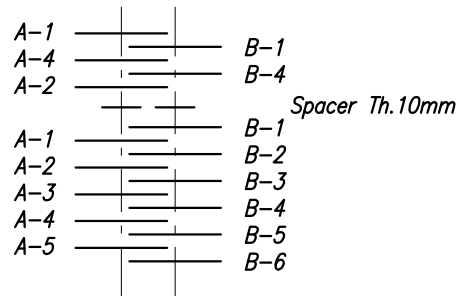 A-1
B-1
A-4
B-4
A-2
Spacer Th.10mm
B-1
A-1
B-2
A-2
B-3
A-3
B-4
A-4
B-5
A-5
B-6